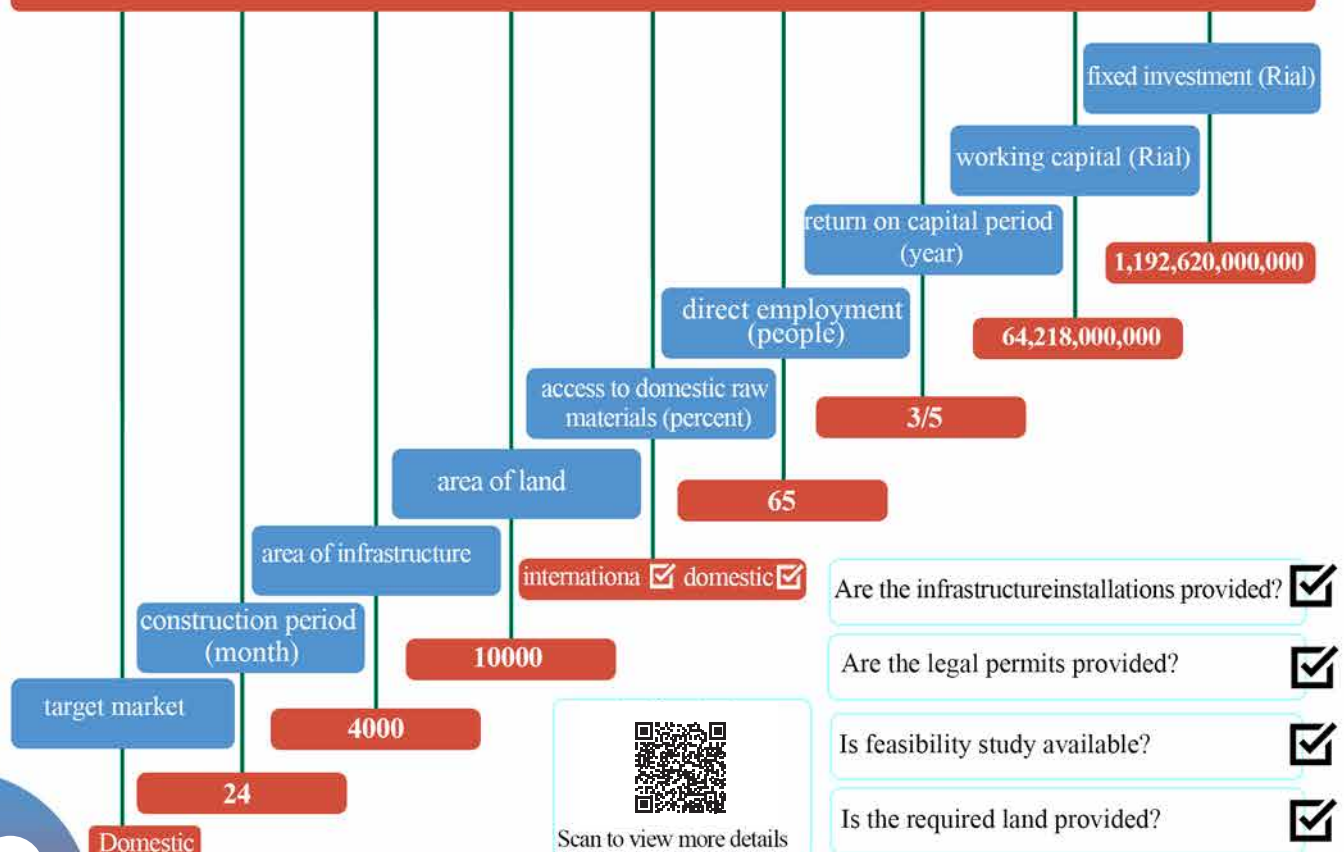 fixed investment (Rial)
1,192,620,000,000
working capital (Rial)
64,218,000,000
return on capital period
(year)
3/5
direct employment
(people)
65
access to domestic raw
materials (percent)
internationa ☑ domestic ☑
area of land
10000
area of infrastructure
4000
construction period
(month)
24
target market
Domestic
Are the infrastructureinstallations provided? ☑
Are the legal permits provided? ☑
Is feasibility study available? ☑
Is the required land provided? ☑
Scan to view more details